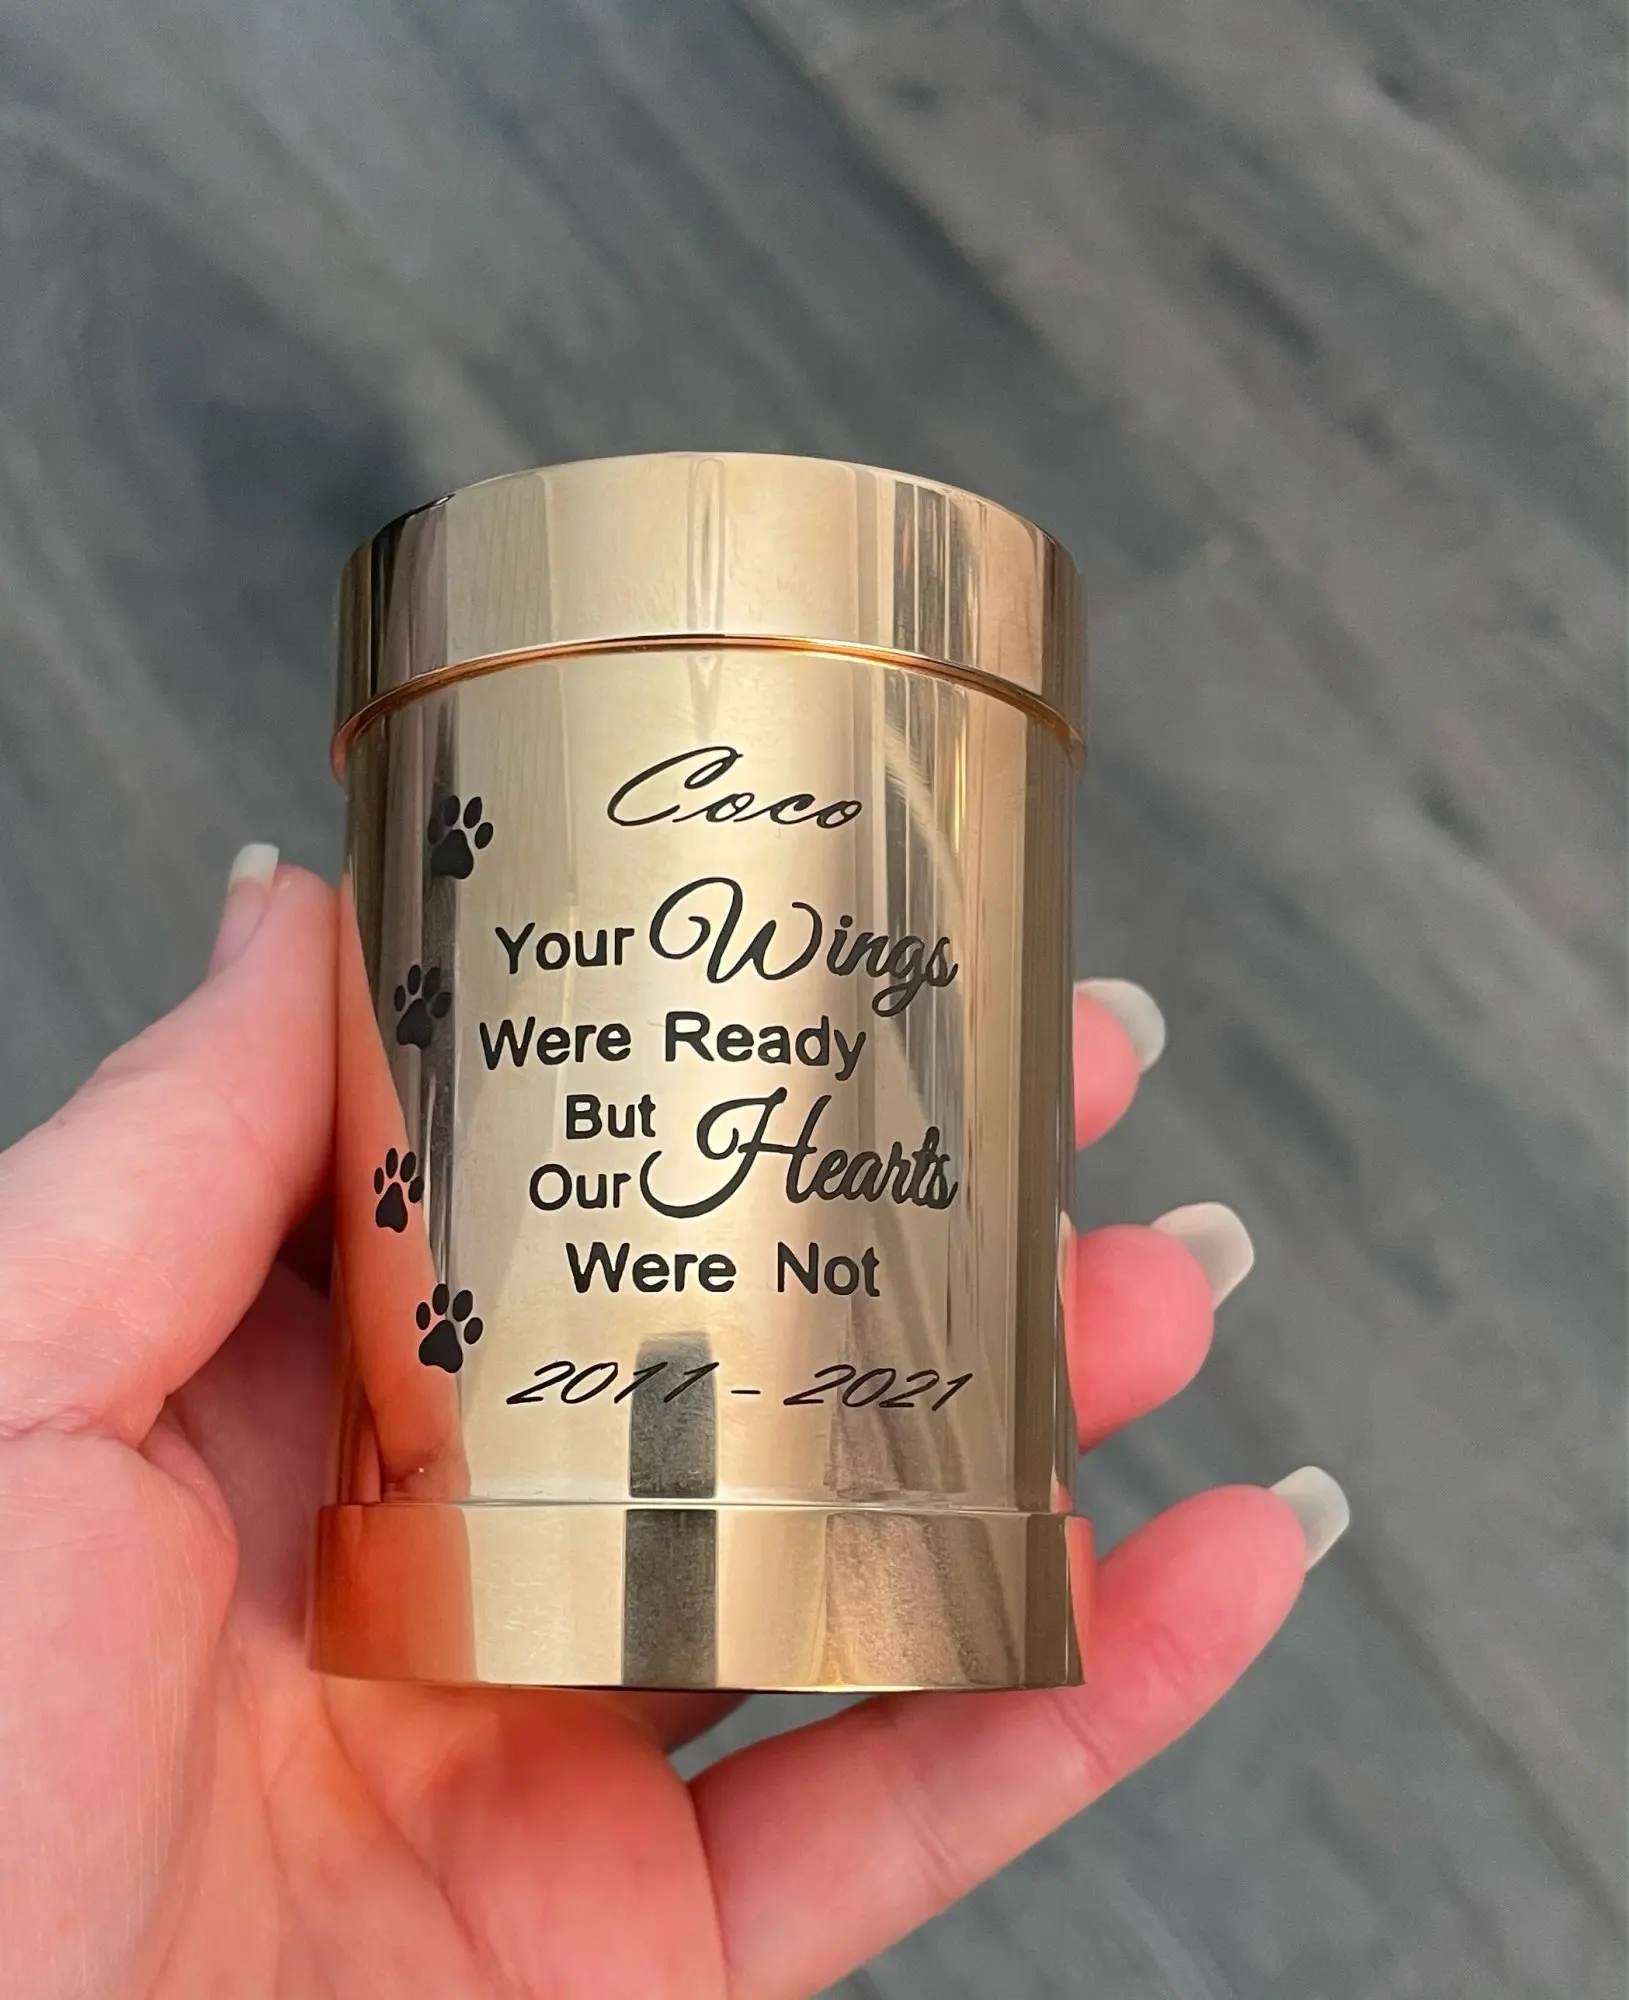 Coco
Your Wings
Were Ready
But
Our Hearts
Were Not
2011 - 2021